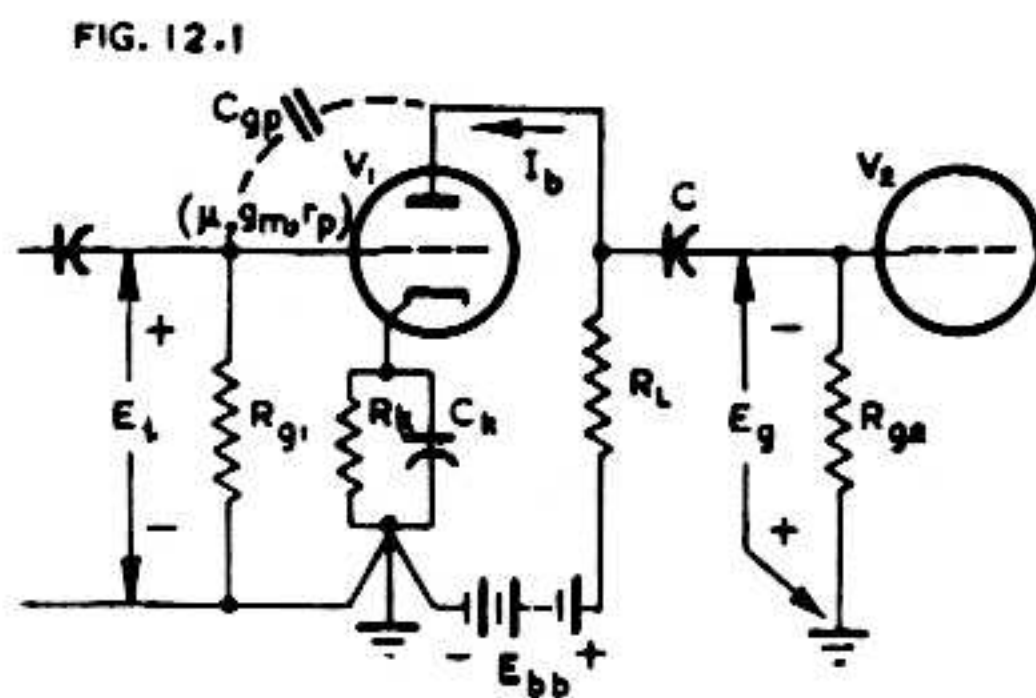 FIG. 12.1
Cgp
Ib
V1
V2
(μ, gm, rp)
C
+
−
Ei
Rg1
Rk
Ck
RL
Eg
Rg2
−
+
−
Ebb
+